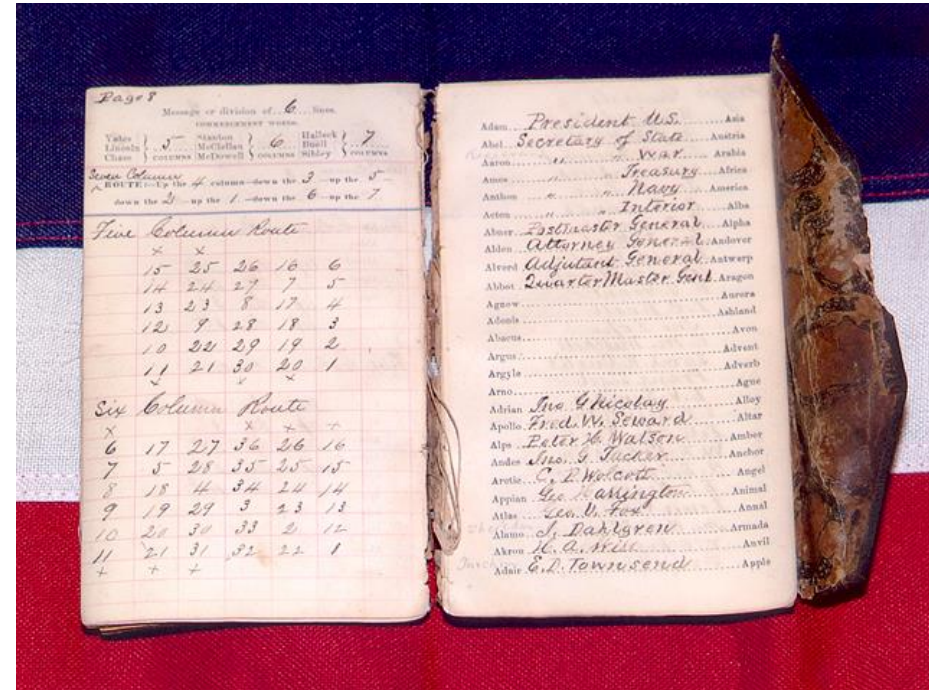 Page 8
Message or division of 6 lines.
COMMENCEMENT WORDS.
Yates Stanton Halleck
Lincoln } 5 McClellan } 6 Buell } 7
Chase COLUMNS McDowell COLUMNS Sibley COLUMNS
Seven Column
ROUTE:—Up the 4 column—down the 3—up the 5—
down the 2—up the 1—down the 6—up the 7
Five Column Route
x x
15 25 26 16 6
14 24 27 7 5
13 23 8 17 4
12 9 28 18 3
10 22 29 19 2
11 21 30 20 1
x x x
Six Column Route
x x x +
6 17 27 36 26 16
7 5 28 35 25 15
8 18 4 34 24 14
9 19 29 3 23 13
10 20 30 33 2 12
11 21 31 32 22 1
+ + +
Adam President U.S. Asia
Abel Secretary of State Austria
Aaron " " War Arabia
Ames " " Treasury Africa
Anthon " " Navy America
Acton " " Interior Alba
Abner Postmaster General Alpha
Alden Attorney General Andover
Alverd Adjutant General Antwerp
Abbot QuarterMaster Genl Aragon
Agnew Aurora
Adonis Ashland
Abacus Avon
Argus Advent
Argyle Adverb
Arno Ague
Adrian Jno G Nicolay Alloy
Apollo Fred. W. Seward Altar
Alps Peter H. Watson Amber
Andes Jno. G. Tucker Anchor
Arctic C. P. Wolcott Angel
Appian Geo Harrington Animal
Atlas Geo. V. Fox Annal
Alamo J. Dahlgren Armada
Akron H. A. Wise Anvil
Adair E. D. Townsend Apple